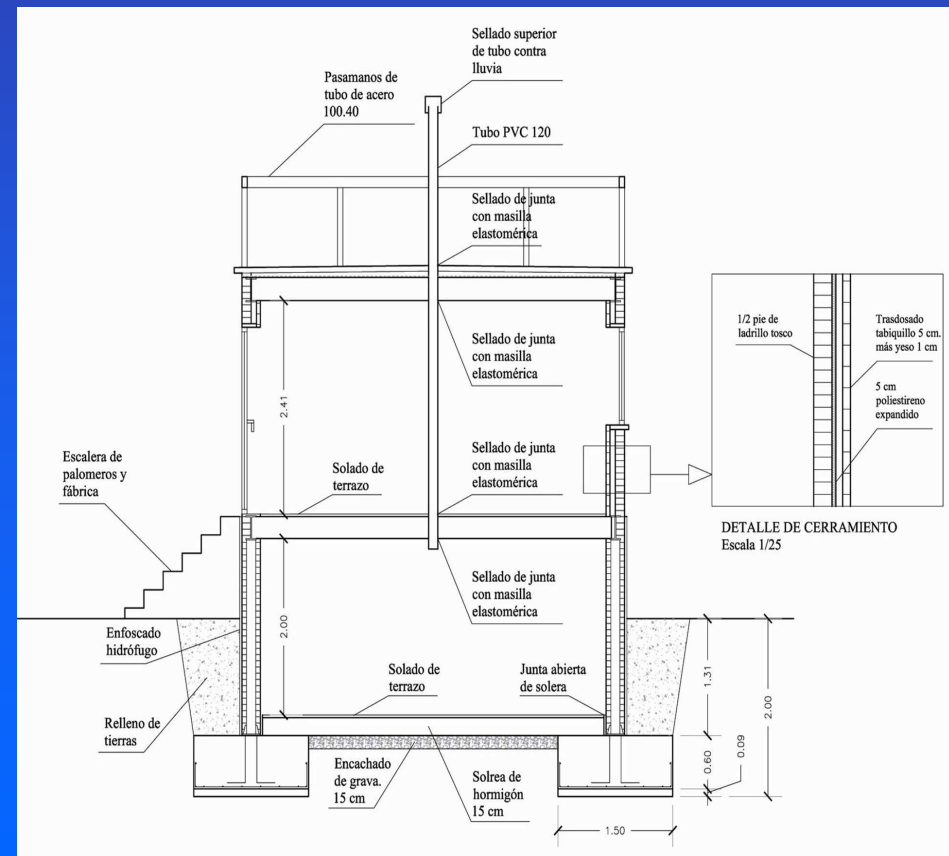 Sellado superior
de tubo contra
lluvia
Pasamanos de
tubo de acero
100.40
Tubo PVC 120
Sellado de junta
con masilla
elastomérica
1/2 pie de
ladrillo tosco
Trasdosado
tabiquillo 5 cm.
más yeso 1 cm
5 cm
poliestireno
expandido
Sellado de junta
con masilla
elastomérica
2.41
Sellado de junta
con masilla
elastomérica
Escalera de
palomeros y
fábrica
Solado de
terrazo
DETALLE DE CERRAMIENTO
Escala 1/25
Sellado de junta
con masilla
elastomérica
2.00
Enfoscado
hidrófugo
Solado de
terrazo
Junta abierta
de solera
1.31
2.00
Relleno de
tierras
0.60
0.09
Encachado
de grava.
15 cm
Solrea de
hormigón
15 cm
1.50